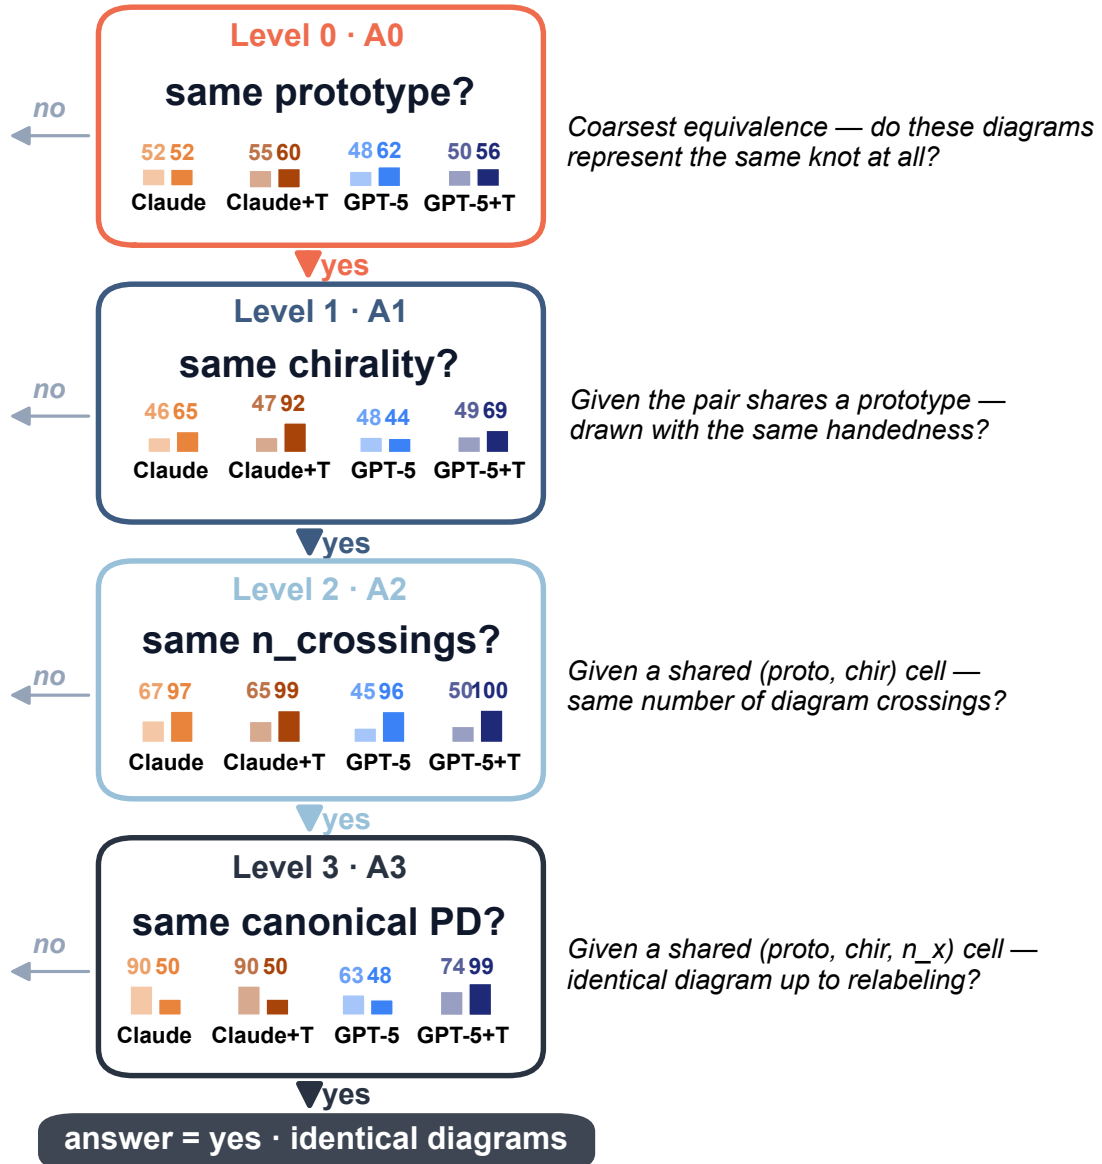 Level 0 · A0
same prototype?
no
52 52 55 60 48 62 50 56
Claude Claude+T GPT-5 GPT-5+T
Coarsest equivalence — do these diagrams
represent the same knot at all?
yes
Level 1 · A1
same chirality?
no
46 65 47 92 48 44 49 69
Claude Claude+T GPT-5 GPT-5+T
Given the pair shares a prototype —
drawn with the same handedness?
yes
Level 2 · A2
same n_crossings?
no
67 97 65 99 45 96 50 100
Claude Claude+T GPT-5 GPT-5+T
Given a shared (proto, chir) cell —
same number of diagram crossings?
yes
Level 3 · A3
same canonical PD?
no
90 50 90 50 63 48 74 99
Claude Claude+T GPT-5 GPT-5+T
Given a shared (proto, chir, n_x) cell —
identical diagram up to relabeling?
yes
answer = yes · identical diagrams